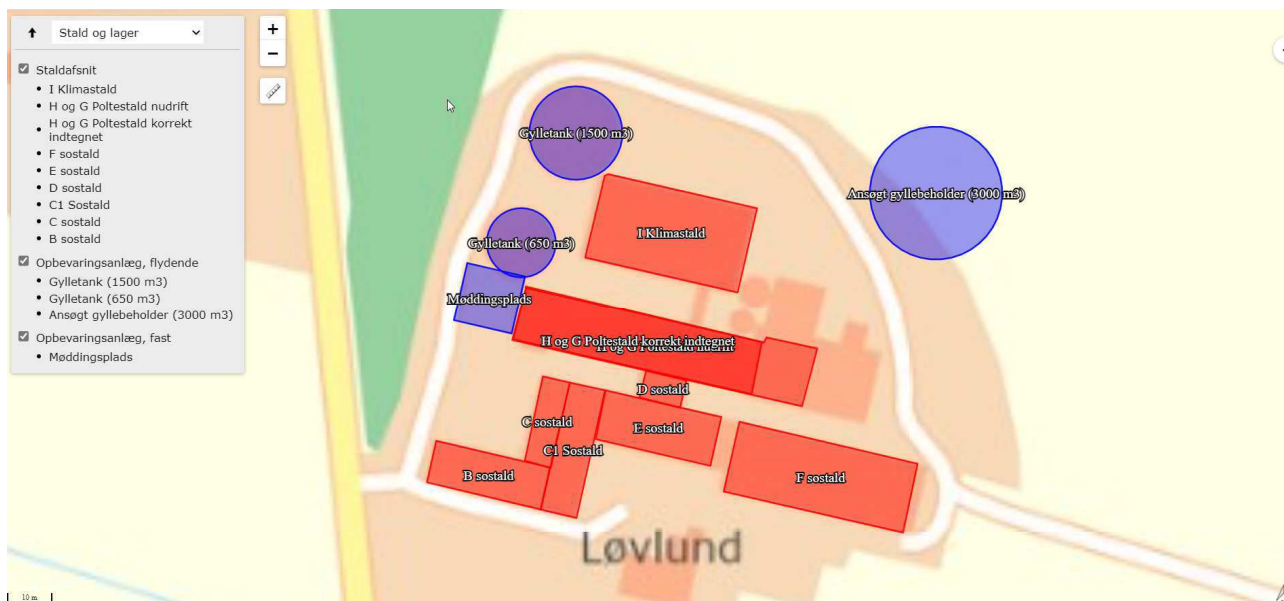 Stald og lager
Staldafsnit
I Klimastald
H og G Poltestald nudrift
H og G Poltestald korrekt
indtegnet
F sostald
E sostald
D sostald
C1 Sostald
C sostald
B sostald
Opbevaringsanlæg, flydende
Gylletank (1500 m3)
Gylletank (650 m3)
Ansøgt gyllebeholder (3000 m3)
Opbevaringsanlæg, fast
Møddingsplads
+
−
Gylletank (1500 m3)
Ansøgt gyllebeholder (3000 m3)
I Klimastald
Gylletank (650 m3)
Møddingsplads
H og G Poltestald korrekt indtegnet
H og G Poltestald nudrift
D sostald
C sostald
E sostald
C1 Sostald
B sostald
F sostald
Løvlund
10 m